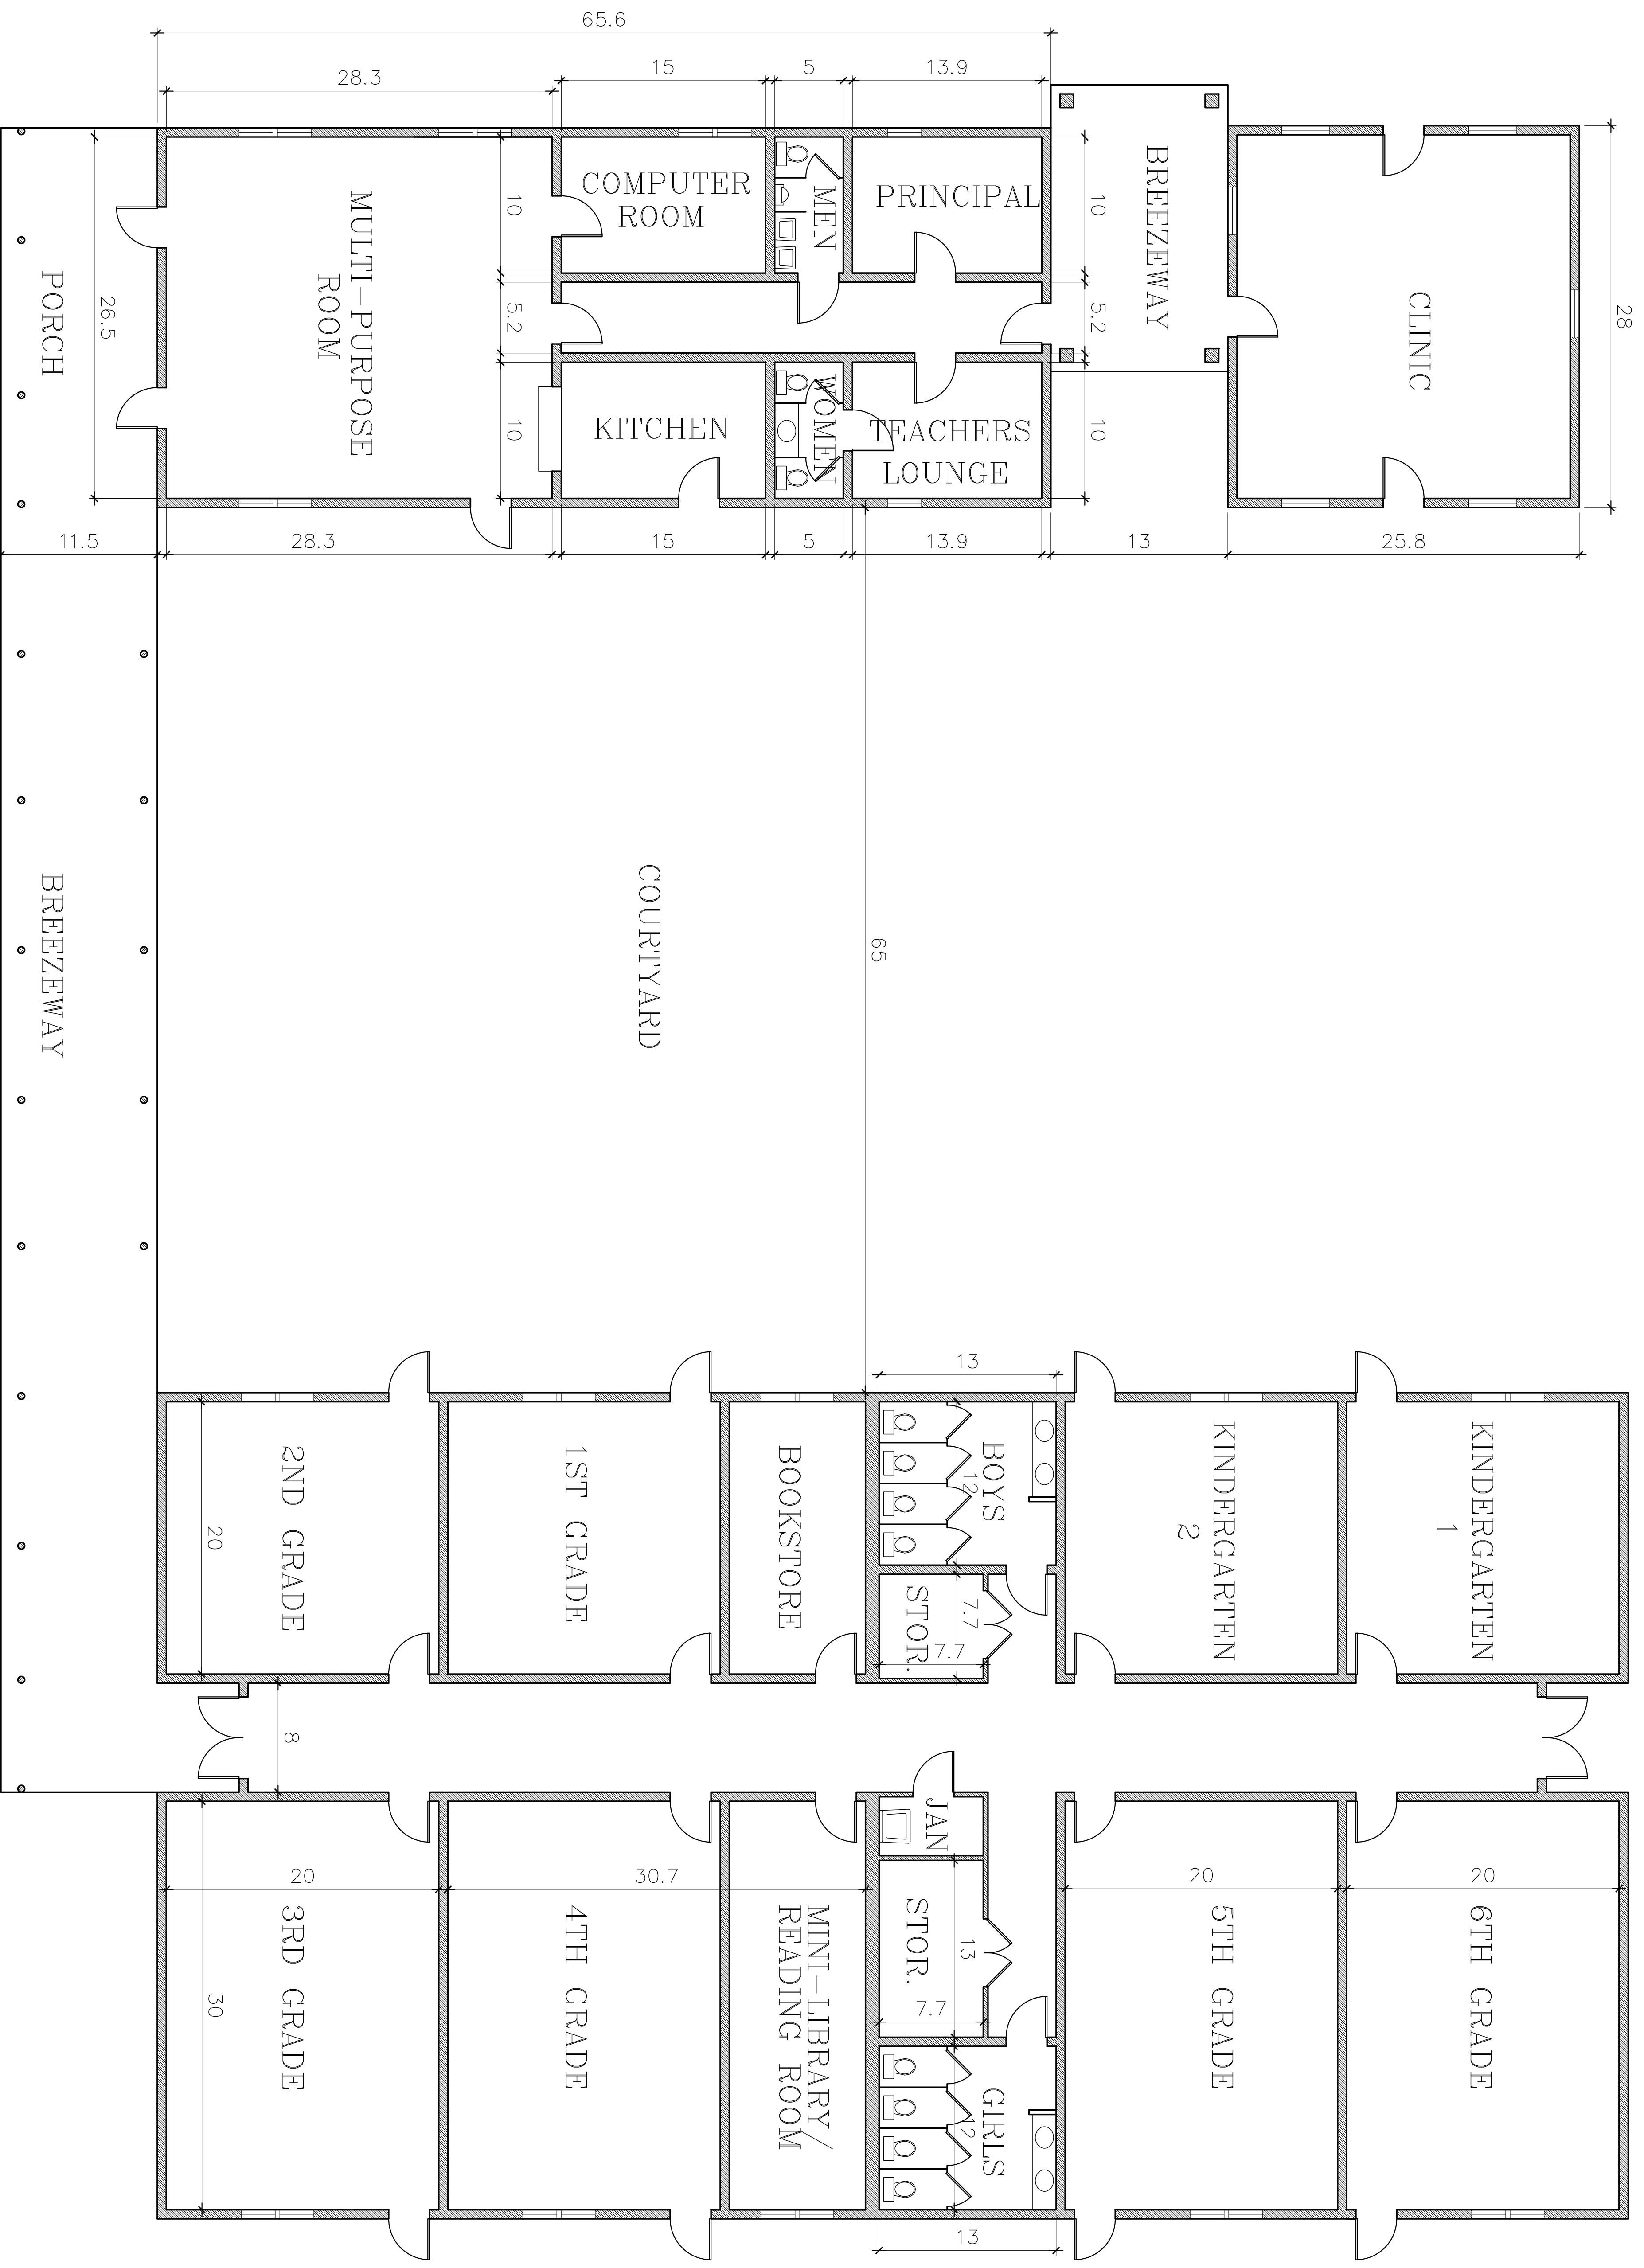 65.6
28.3
15
5
13.9
28
COMPUTER
ROOM
MEN
PRINCIPAL
BREEZEWAY
CLINIC
10
10
PORCH
26.5
MULTI-PURPOSE
ROOM
5.2
5.2
KITCHEN
WOMEN
TEACHERS
LOUNGE
10
10
11.5
28.3
15
5
13.9
13
25.8
BREEZEWAY
COURTYARD
65
13
2ND GRADE
20
1ST GRADE
BOOKSTORE
BOYS
12
STOR.
7.7
7.7
KINDERGARTEN
2
KINDERGARTEN
1
8
JAN
20
30.7
20
20
3RD GRADE
30
4TH GRADE
MINI-LIBRARY/
READING ROOM
STOR.
13
7.7
5TH GRADE
6TH GRADE
GIRLS
12
13